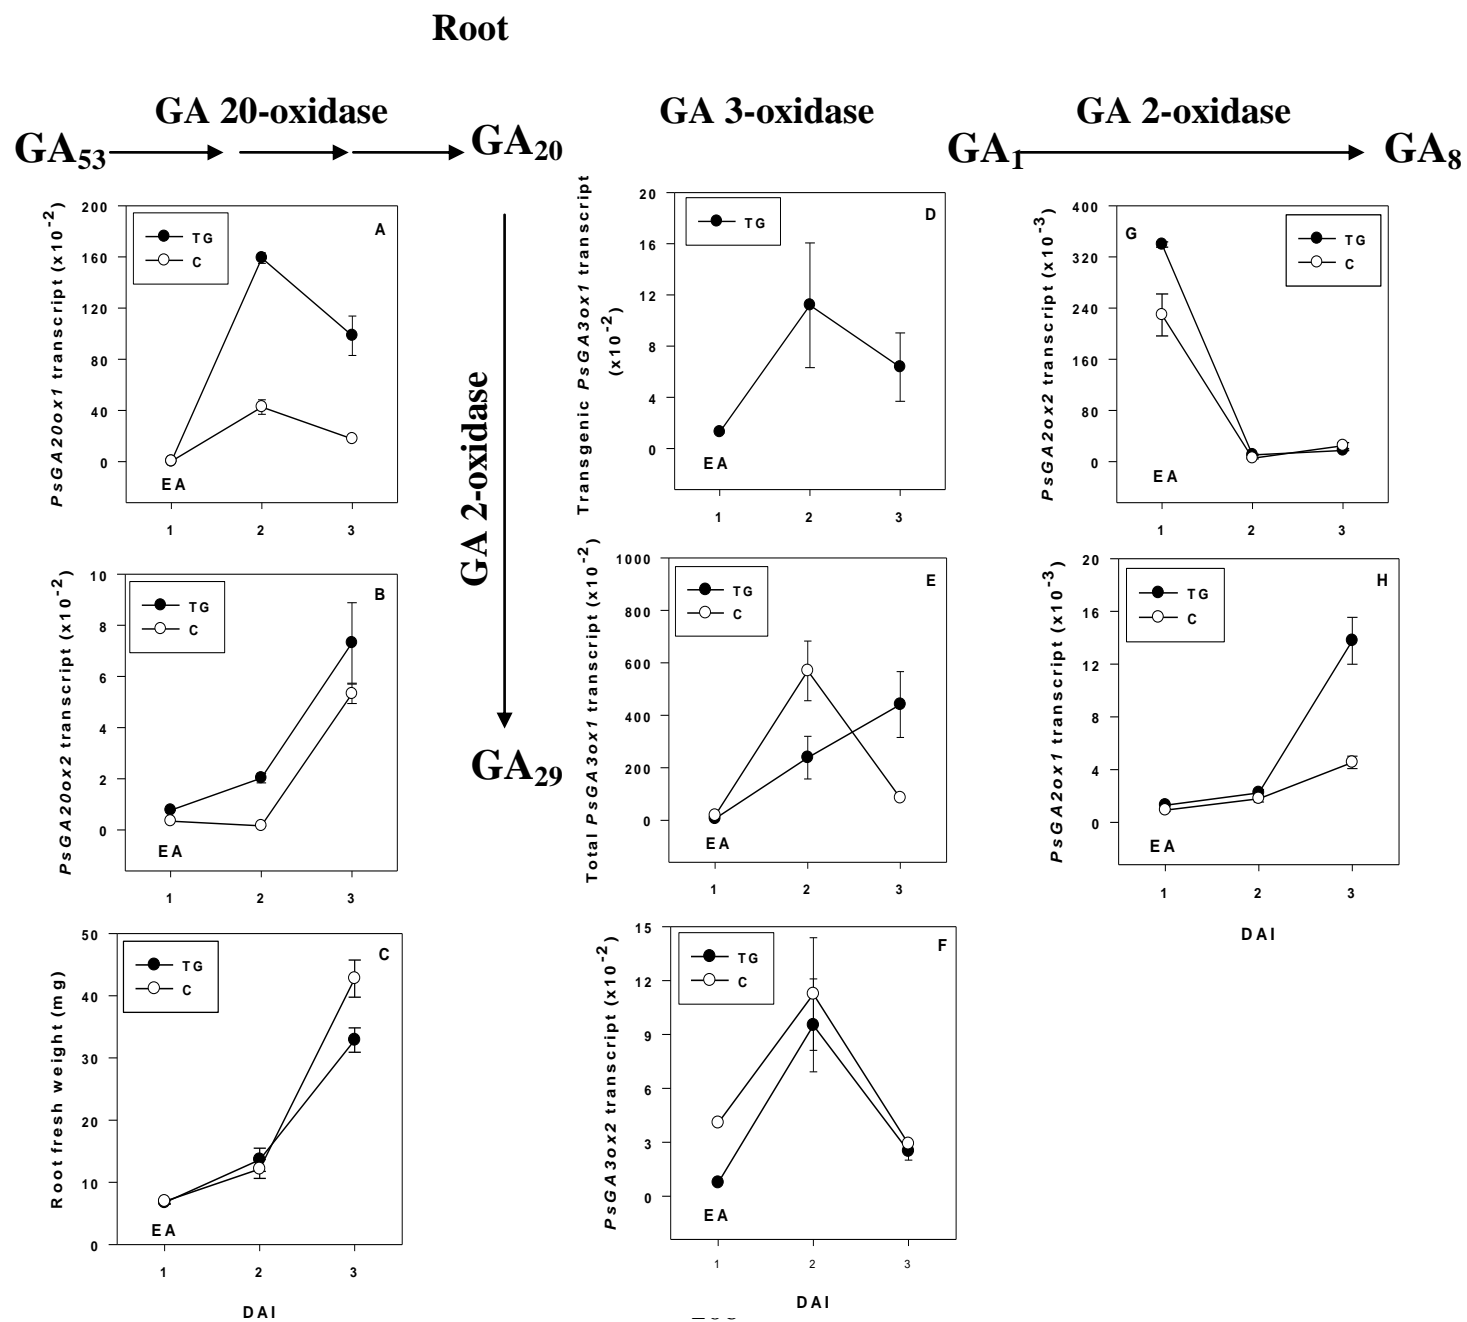 Root
GA 20-oxidase
GA 3-oxidase
GA 2-oxidase
GA53
GA20
GA1
GA8
GA 2-oxidase
GA29
PsGA20ox1 transcript (x10-2)
200
160
120
80
40
0
TG
C
A
EA
1 2 3
PsGA20ox2 transcript (x10-2)
10
8
6
4
2
0
TG
C
B
EA
1 2 3
Root fresh weight (mg)
50
40
30
20
10
0
TG
C
C
EA
1 2 3
DAI
Transgenic PsGA3ox1 transcript
(x10-2)
20
16
12
8
4
0
TG
D
EA
1 2 3
Total PsGA3ox1 transcript (x10-2)
1000
800
600
400
200
0
TG
C
E
EA
1 2 3
PsGA3ox2 transcript (x10-2)
15
12
9
6
3
0
TG
C
F
EA
1 2 3
DAI
PsGA2ox2 transcript (x10-3)
400
320
240
160
80
0
G
TG
C
EA
1 2 3
PsGA2ox1 transcript (x10-3)
20
16
12
8
4
0
TG
C
H
EA
1 2 3
DAI